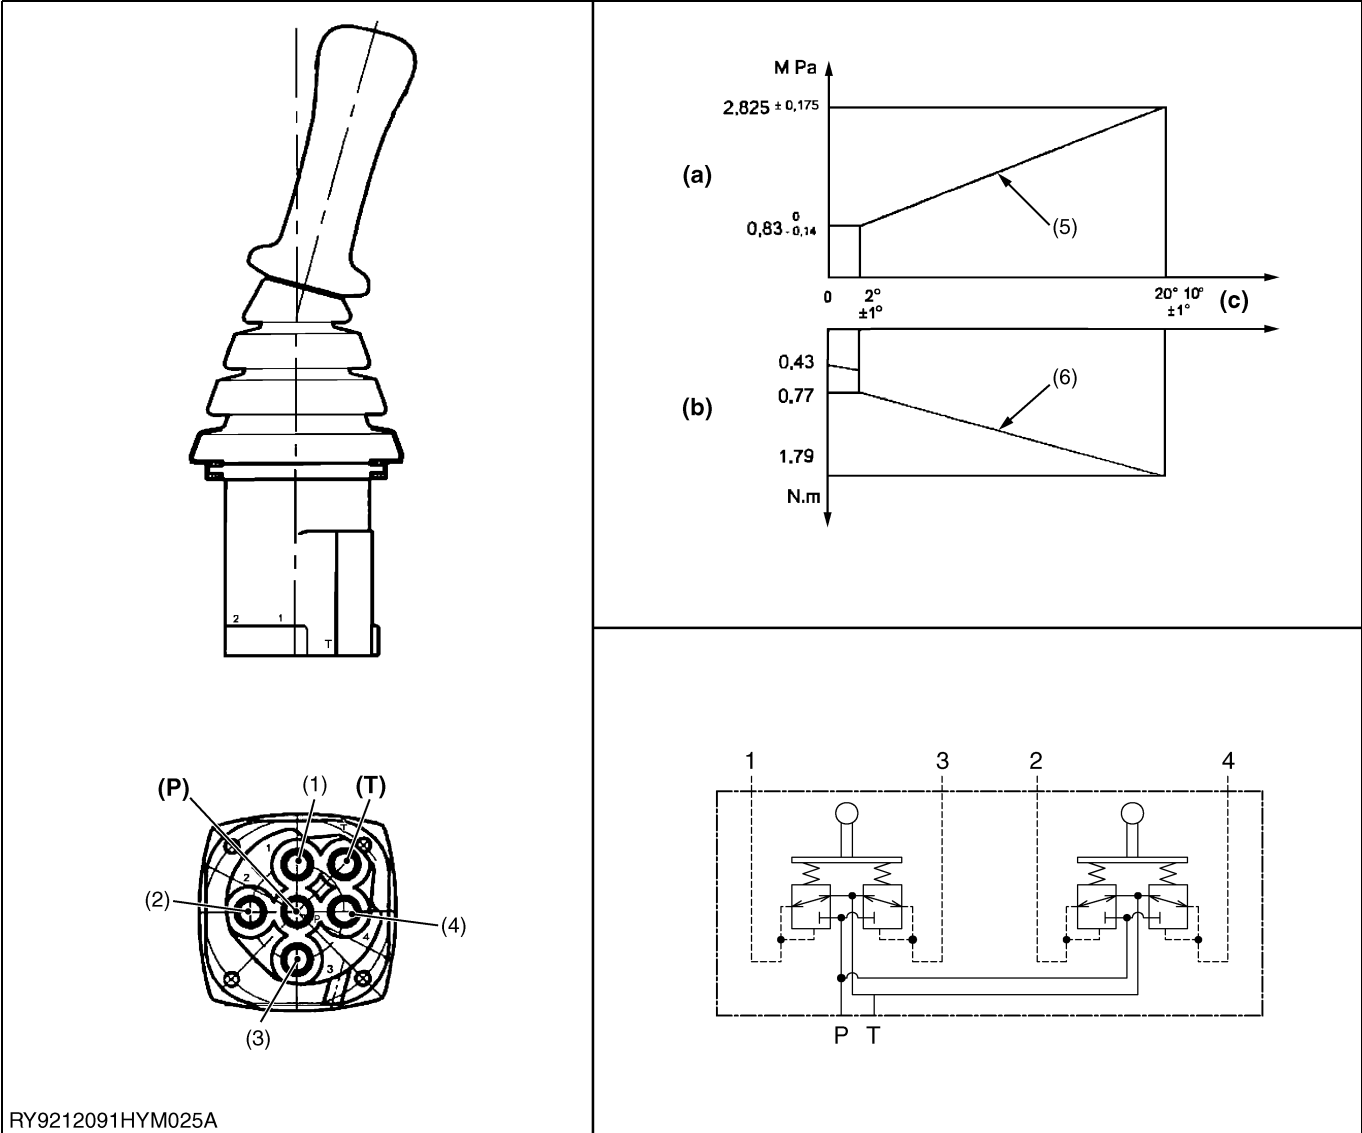 2 1
T
(P) (1) (T)
T
1
2
(2)
P
(4)
4
3
(3)
RY9212091HYM025A
M Pa
2,825 ± 0,175
(a)
0,83 0 - 0,14
(5)
0 2° ±1° 20° 10° ±1° (c)
0,43
(6)
0,77
(b)
1,79
N.m
1 3 2 4
P T